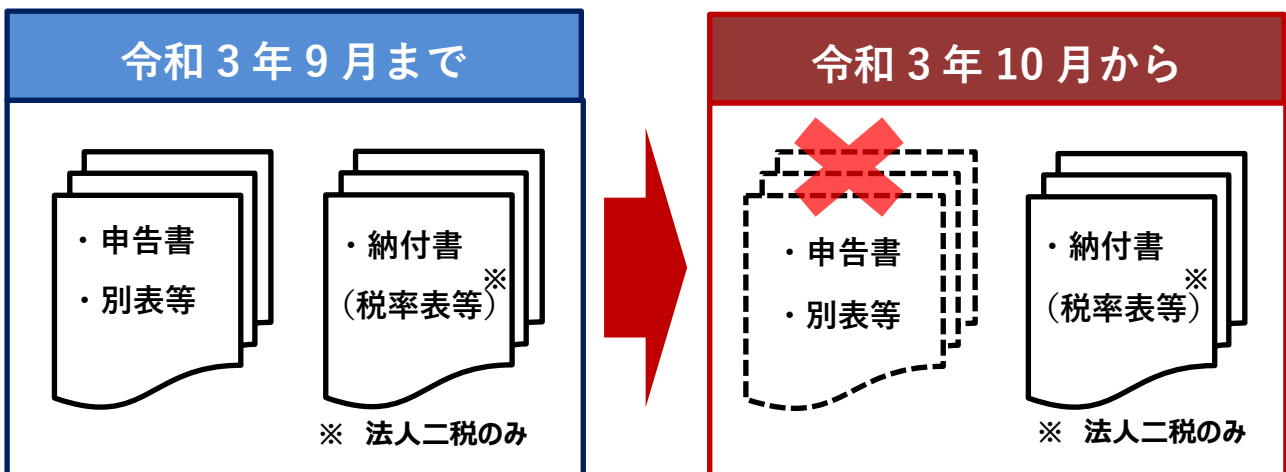 令和３年９月まで
・申告書
・別表等
・納付書
（税率表等）※
※ 法人二税のみ
令和３年 10 月から
・申告書
・別表等
・納付書
（税率表等）※
※ 法人二税のみ